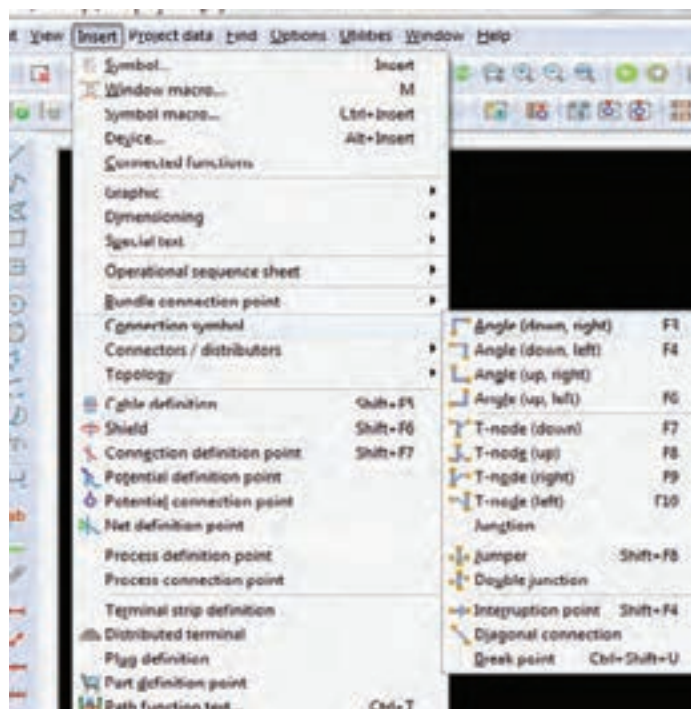 View Insert Project data Find Options Utilities Window Help
Symbol... Insert
Window macro... M
Symbol macro... Ctrl+Insert
Device... Alt+Insert
Connected functions
Graphic
Dimensioning
Special text
Operational sequence sheet
Bundle connection point
Connection symbol
Connectors / distributors
Topology
Cable definition Shift+F5
Shield Shift+F6
Connection definition point Shift+F7
Potential definition point
Potential connection point
Net definition point
Process definition point
Process connection point
Terminal strip definition
Distributed terminal
Plug definition
Part definition point
Path function text... Ctrl+T
Angle (down, right) F3
Angle (down, left) F4
Angle (up, right)
Angle (up, left) F6
T-node (down) F7
T-node (up) F8
T-node (right) F9
T-node (left) F10
Junction
Jumper Shift+F8
Double junction
Interruption point Shift+F4
Diagonal connection
Break point Ctrl+Shift+U
ab